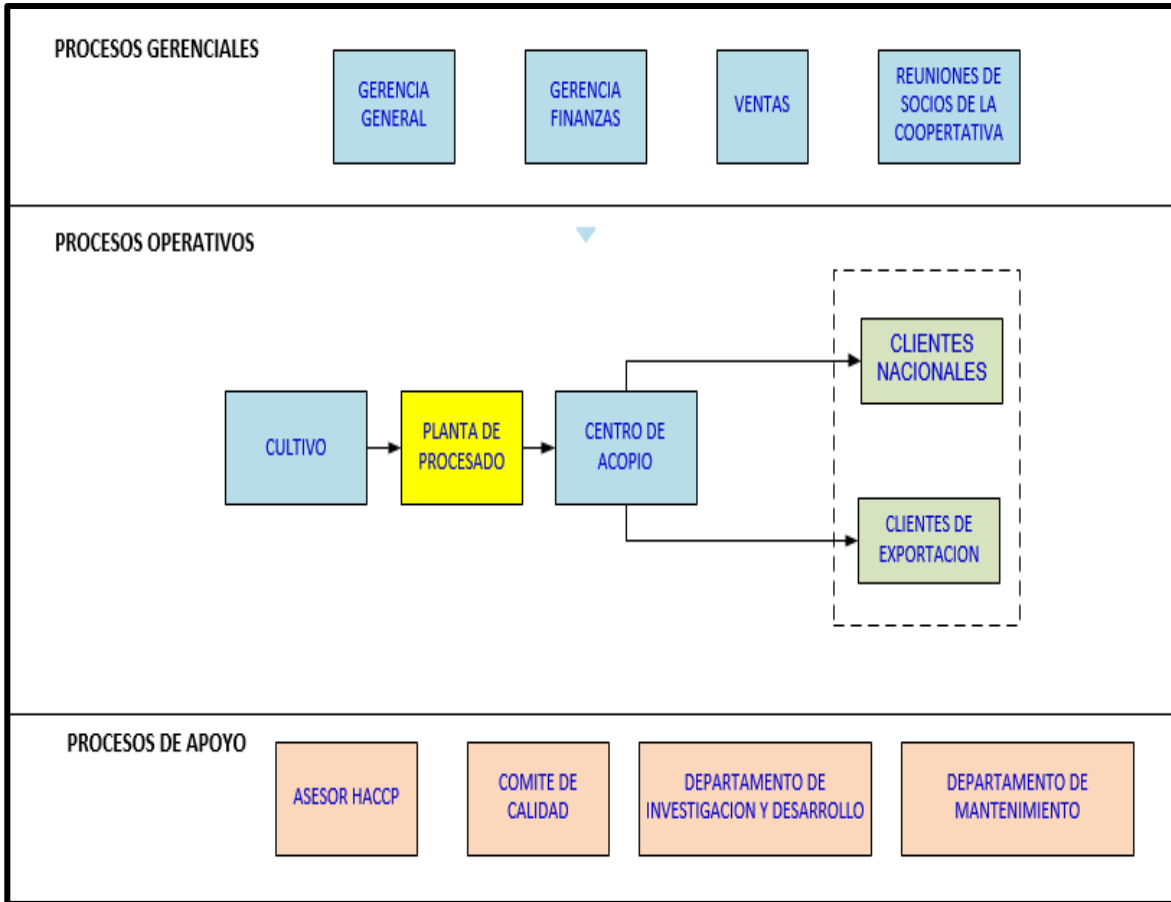 PROCESOS GERENCIALES
GERENCIA
GENERAL
GERENCIA
FINANZAS
VENTAS
REUNIONES DE
SOCIOS DE LA
COOPERTATIVA
PROCESOS OPERATIVOS
CULTIVO
PLANTA DE
PROCESADO
CENTRO DE
ACOPIO
CLIENTES
NACIONALES
CLIENTES DE
EXPORTACION
PROCESOS DE APOYO
ASESOR HACCP
COMITE DE
CALIDAD
DEPARTAMENTO DE
INVESTIGACION Y DESARROLLO
DEPARTAMENTO DE
MANTENIMIENTO